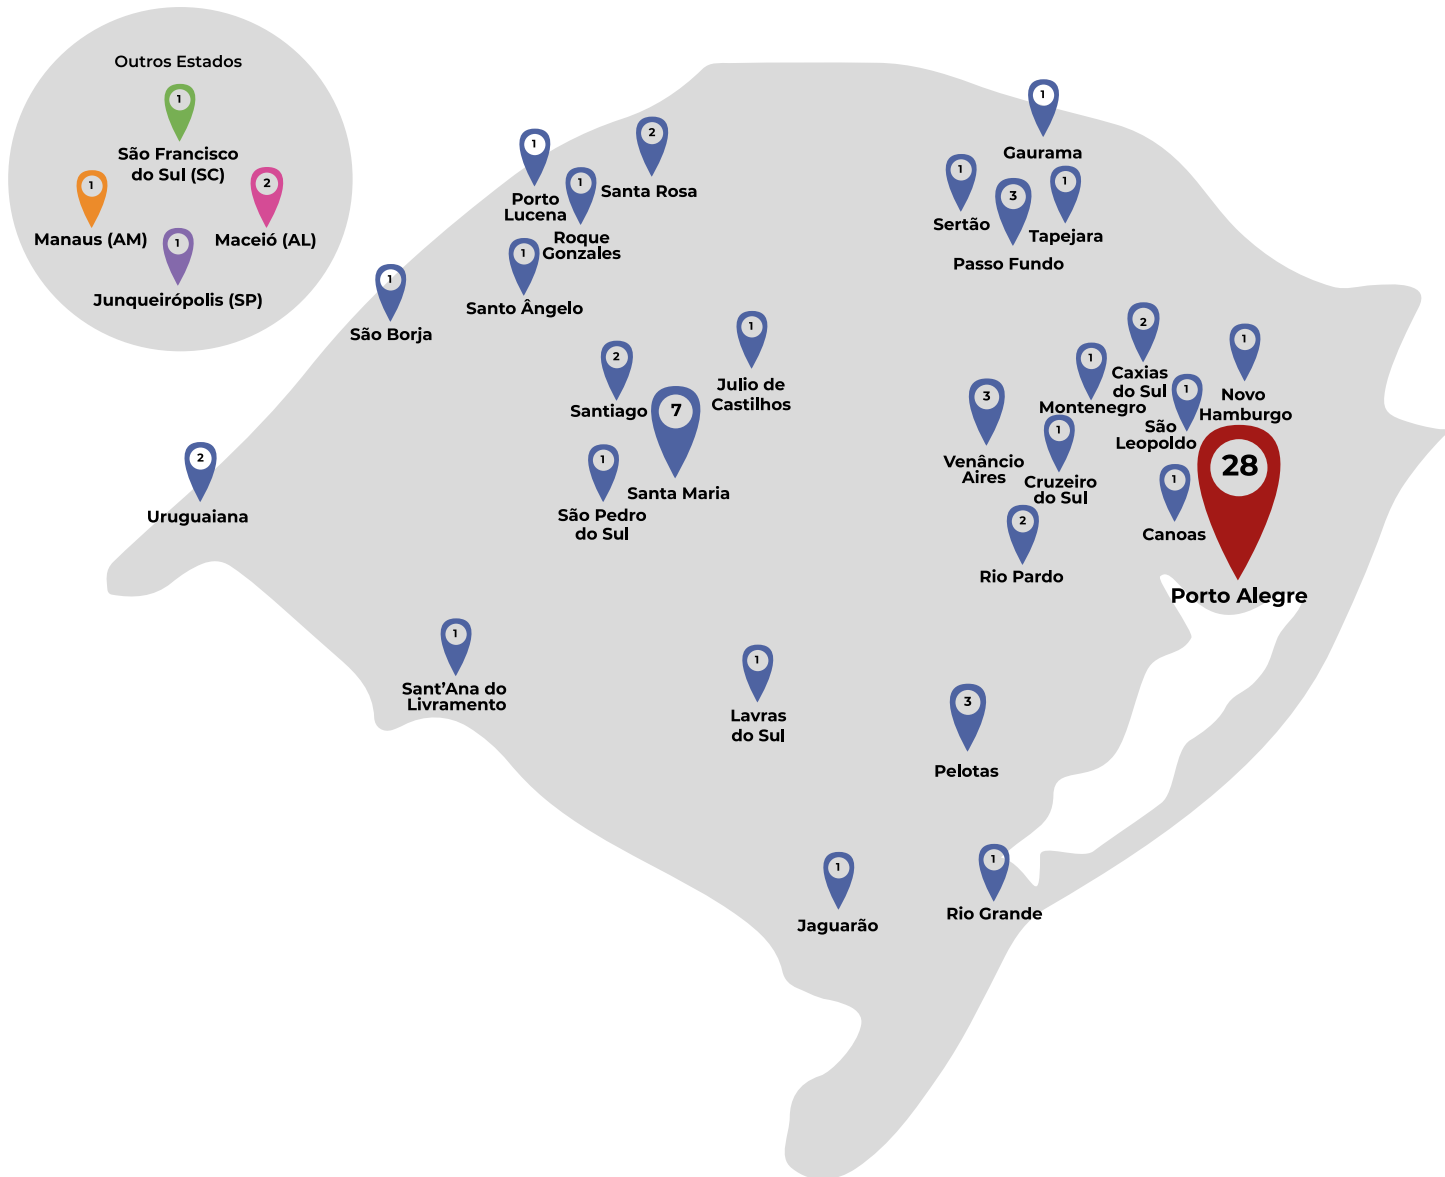 Outros Estados
1
São Francisco
do Sul (SC)
1
Manaus (AM)
2
Maceió (AL)
1
Junqueirópolis (SP)
1
Porto
Lucena
1
Roque
Gonzales
2
Santa Rosa
1
Santo Ângelo
1
São Borja
1
Gaurama
1
Sertão
3
Passo Fundo
1
Tapejara
1
Julio de
Castilhos
2
Santiago
7
Santa Maria
1
São Pedro
do Sul
2
Uruguaiana
2
Caxias
do Sul
1
Montenegro
1
Novo
Hamburgo
1
São
Leopoldo
3
Venâncio
Aires
1
Cruzeiro
do Sul
28
Porto Alegre
1
Canoas
2
Rio Pardo
1
Sant’Ana do
Livramento
1
Lavras
do Sul
3
Pelotas
1
Jaguarão
1
Rio Grande